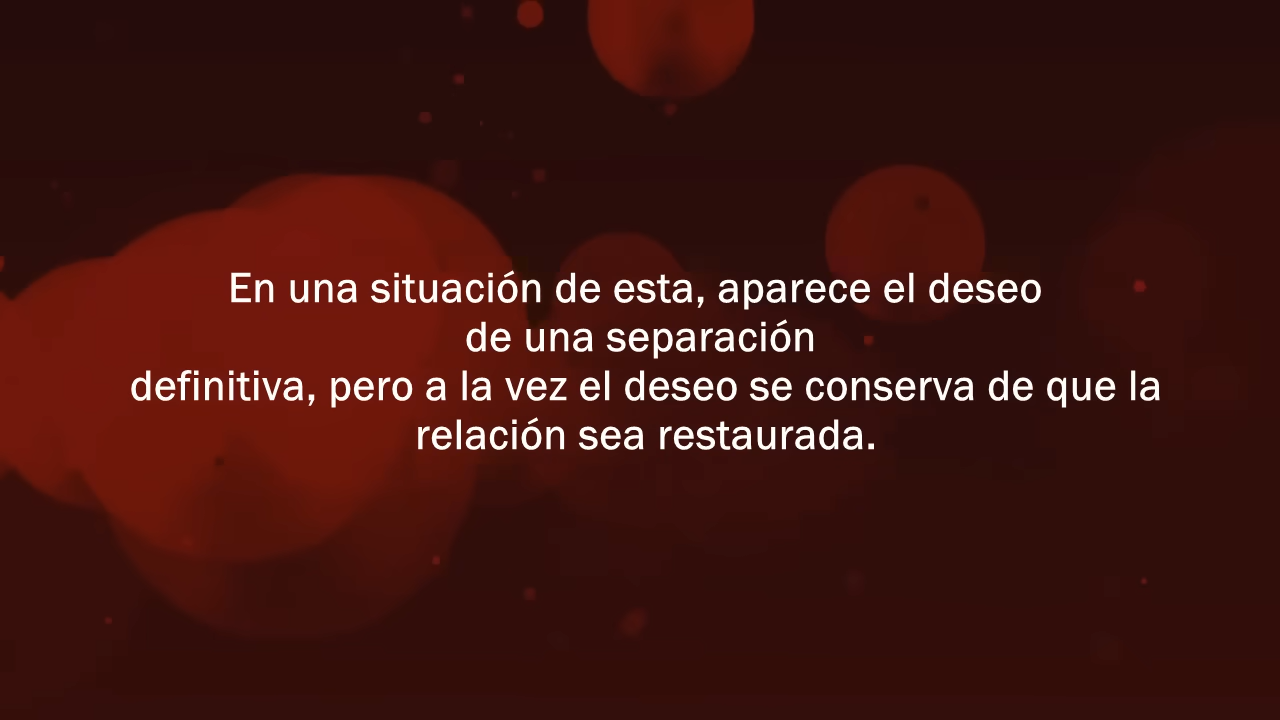 En una situación de esta, aparece el deseo
de una separación
definitiva, pero a la vez el deseo se conserva de que la
relación sea restaurada.